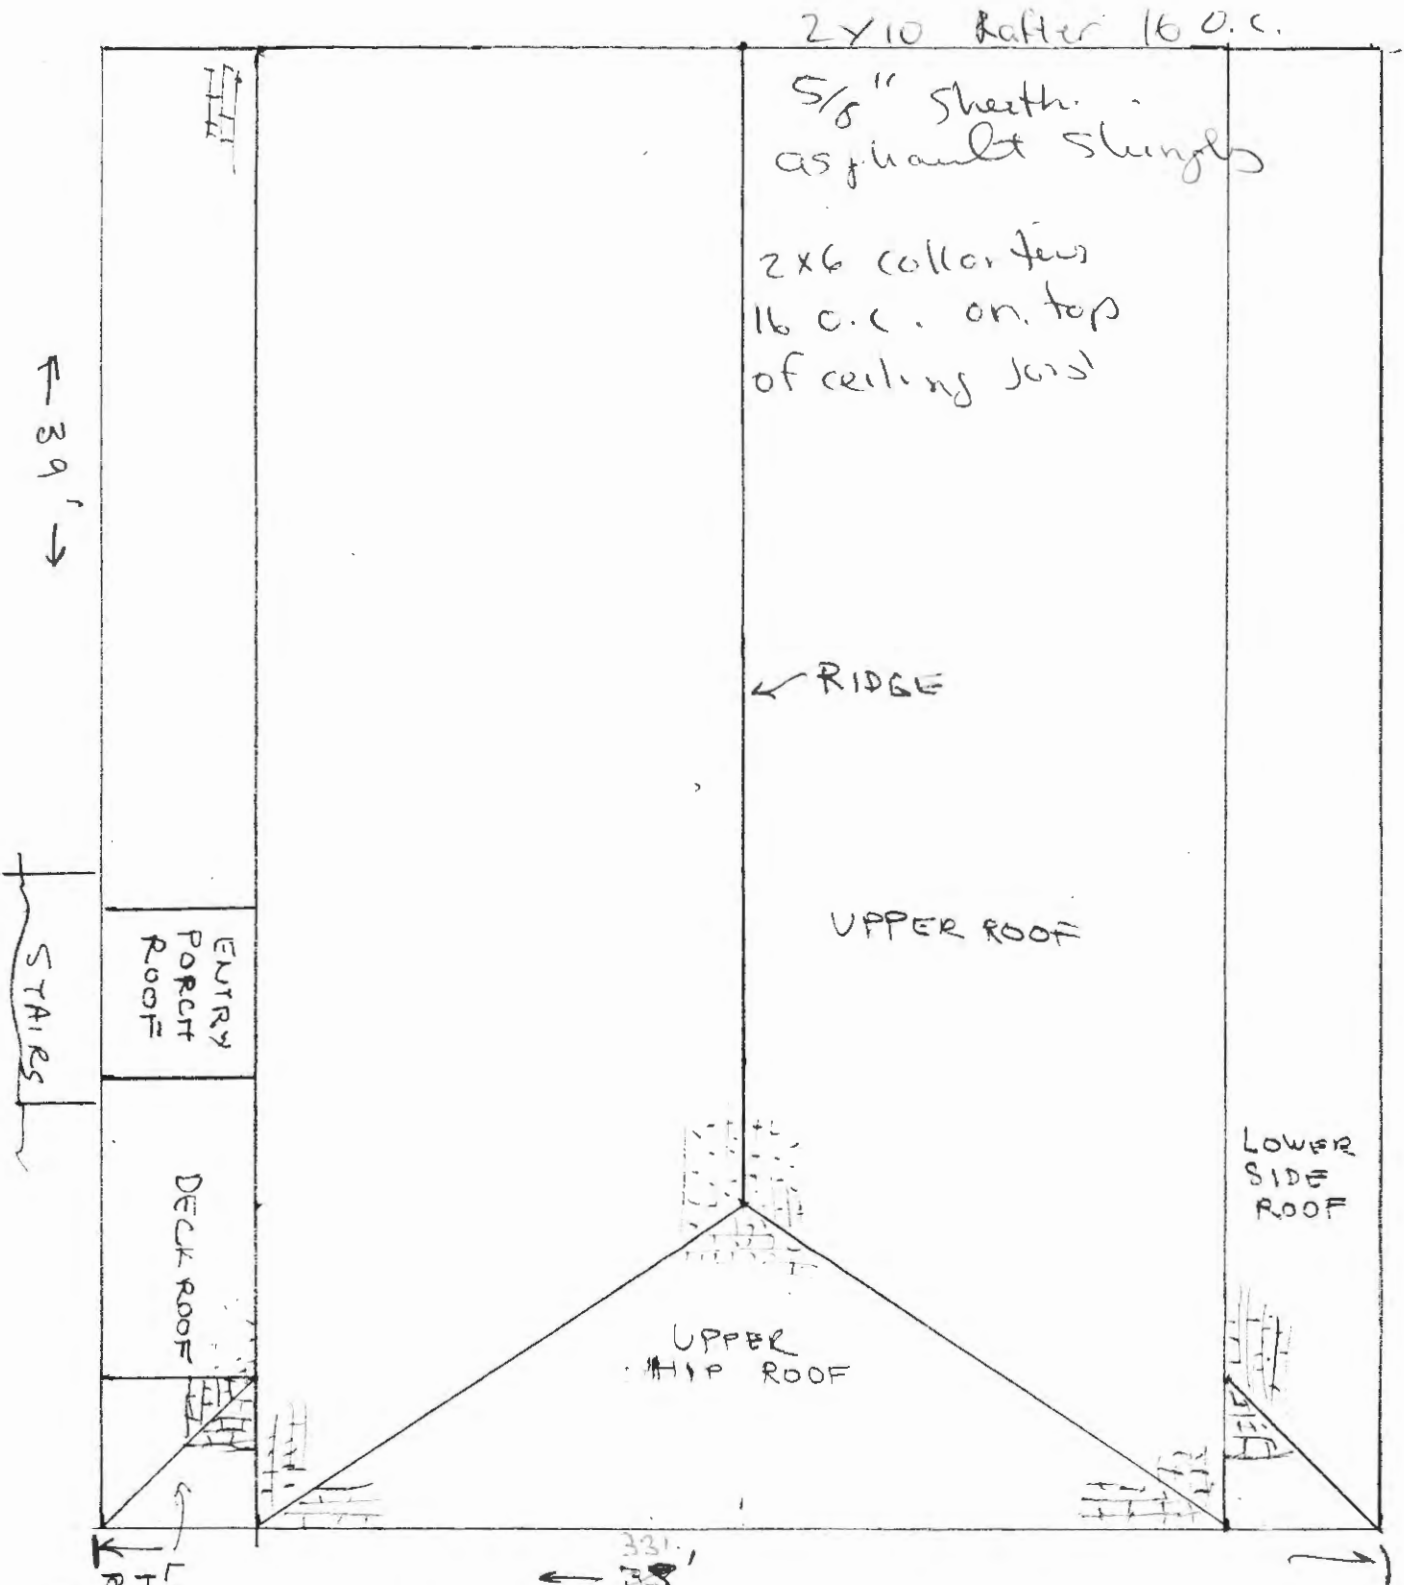 2x10 Rafter 16 O.C.
5/8" Sheath.
asphault Shingles
2x6 collar ties
16 o.c. on top
of ceiling Joist
← 39' →
← RIDGE
UPPER ROOF
ENTRY
PORCH
ROOF
STAIRS
DECK ROOF
LOWER
SIDE
ROOF
UPPER
HIP ROOF
33'